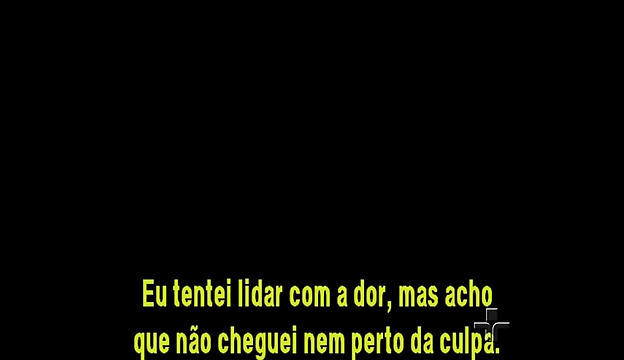 Eu tentei lidar com a dor, mas acho
que não cheguei nem perto da culpa.